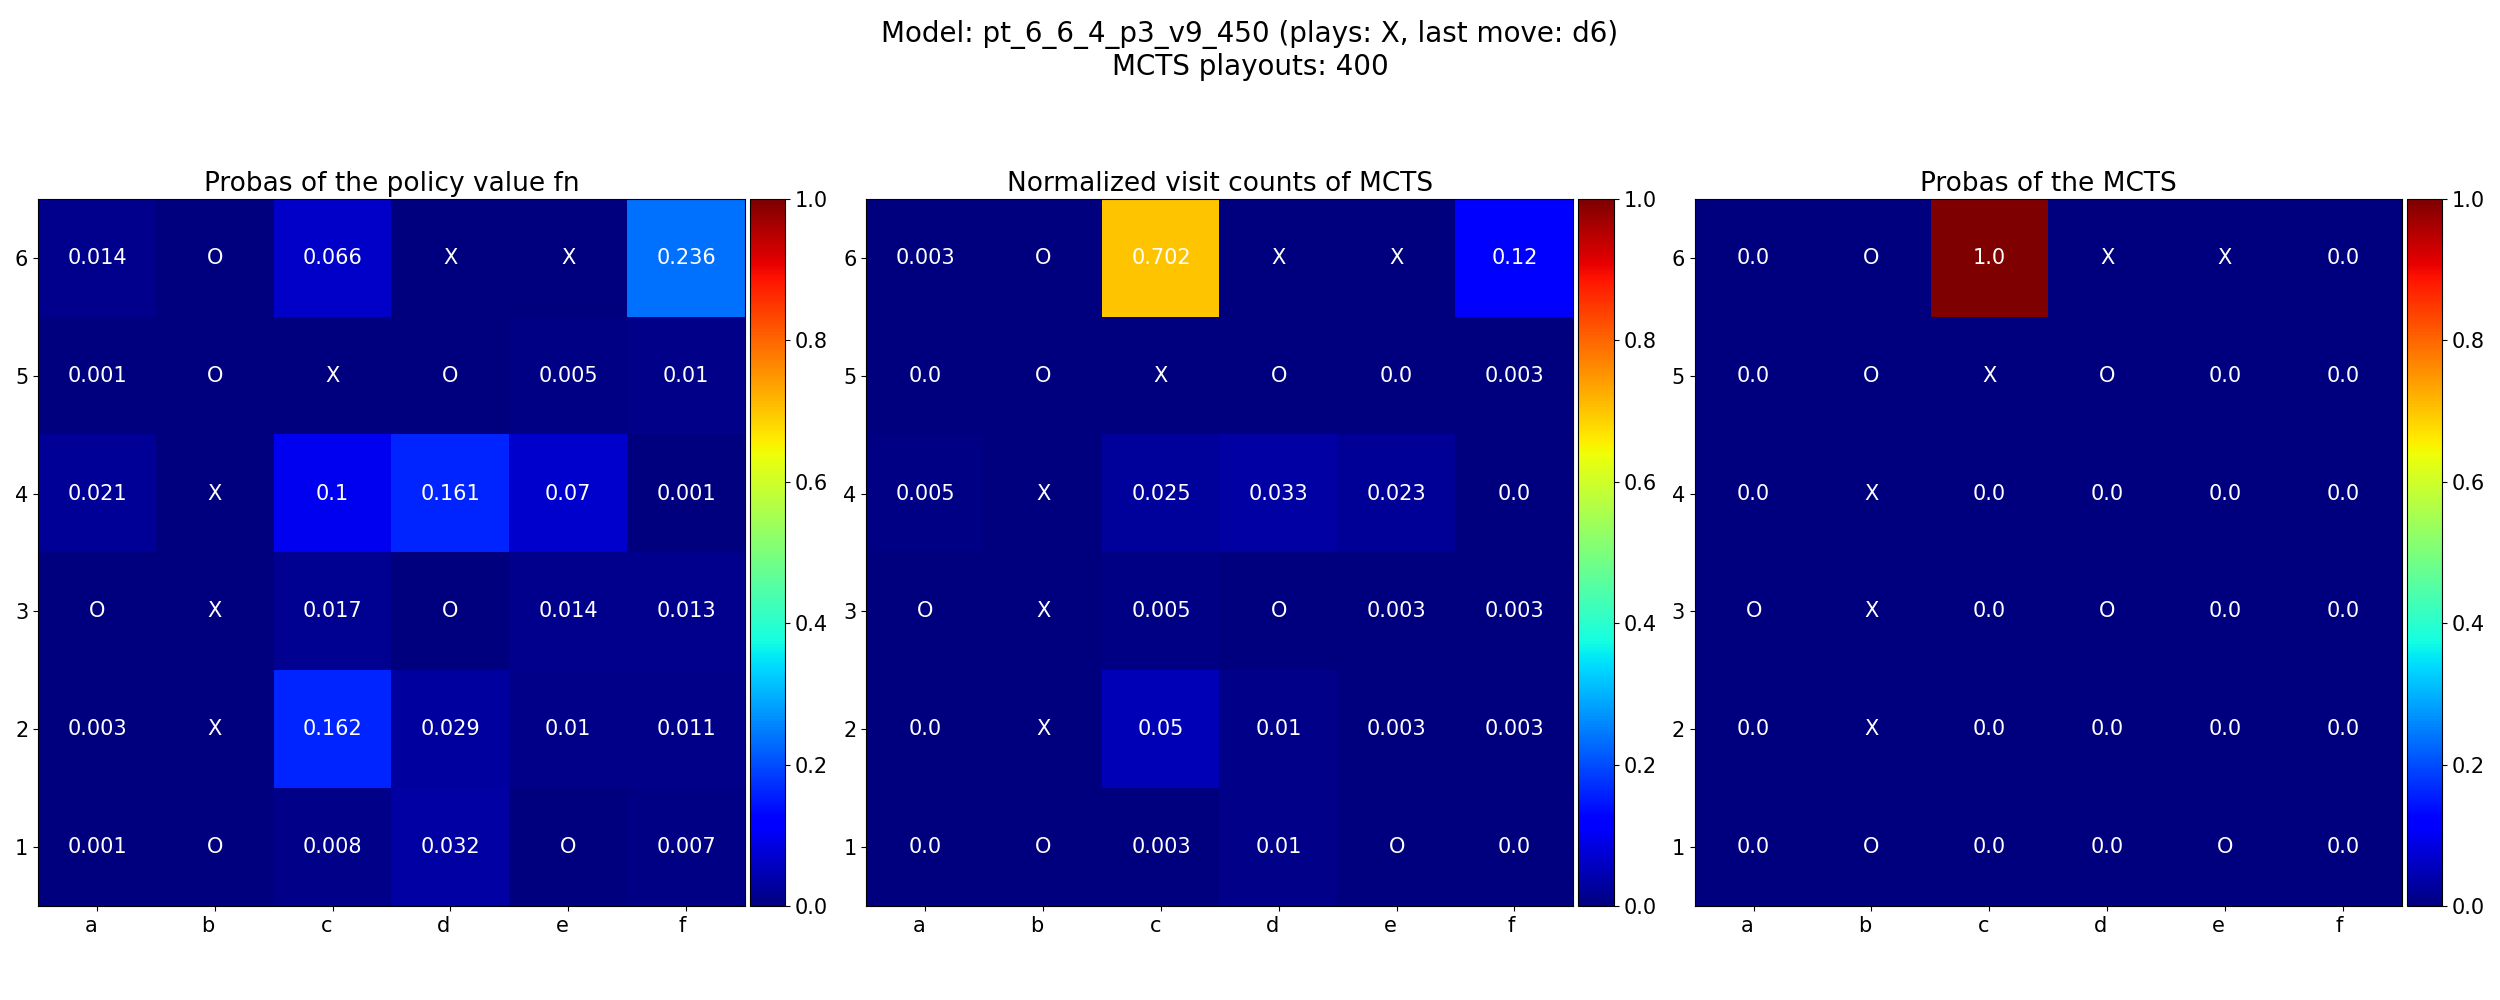 Model: pt_6_6_4_p3_v9_450 (plays: X, last move: d6)
MCTS playouts: 400
Probas of the policy value fn
6 0.014 O 0.066 X X 0.236
5 0.001 O X O 0.005 0.01
4 0.021 X 0.1 0.161 0.07 0.001
3 O X 0.017 O 0.014 0.013
2 0.003 X 0.162 0.029 0.01 0.011
1 0.001 O 0.008 0.032 O 0.007
a b c d e f
1.0
0.8
0.6
0.4
0.2
0.0
Normalized visit counts of MCTS
6 0.003 O 0.702 X X 0.12
5 0.0 O X O 0.0 0.003
4 0.005 X 0.025 0.033 0.023 0.0
3 O X 0.005 O 0.003 0.003
2 0.0 X 0.05 0.01 0.003 0.003
1 0.0 O 0.003 0.01 O 0.0
a b c d e f
1.0
0.8
0.6
0.4
0.2
0.0
Probas of the MCTS
6 0.0 O 1.0 X X 0.0
5 0.0 O X O 0.0 0.0
4 0.0 X 0.0 0.0 0.0 0.0
3 O X 0.0 O 0.0 0.0
2 0.0 X 0.0 0.0 0.0 0.0
1 0.0 O 0.0 0.0 O 0.0
a b c d e f
1.0
0.8
0.6
0.4
0.2
0.0